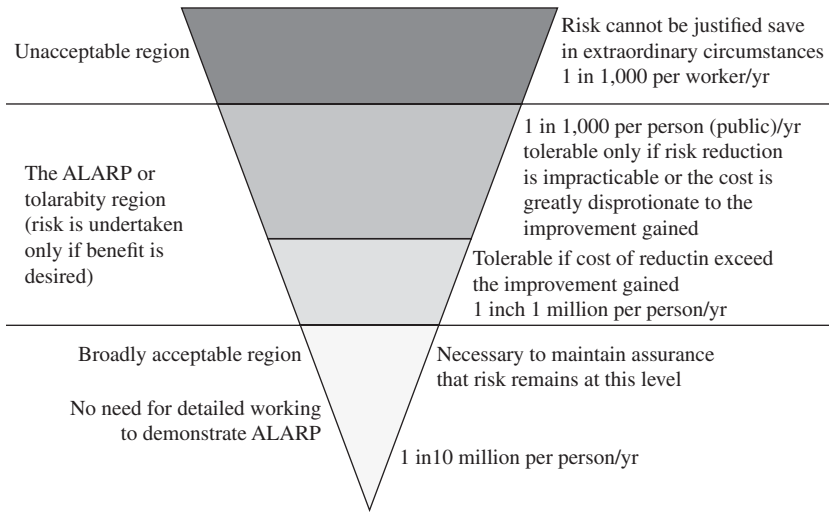 Unacceptable region
Risk cannot be justified save
in extraordinary circumstances
1 in 1,000 per worker/yr
The ALARP or
tolarabity region
(risk is undertaken
only if benefit is
desired)
1 in 1,000 per person (public)/yr
tolerable only if risk reduction
is impracticable or the cost is
greatly disprotionate to the
improvement gained
Tolerable if cost of reductin exceed
the improvement gained
1 inch 1 million per person/yr
Broadly acceptable region
No need for detailed working
to demonstrate ALARP
Necessary to maintain assurance
that risk remains at this level
1 in10 million per person/yr